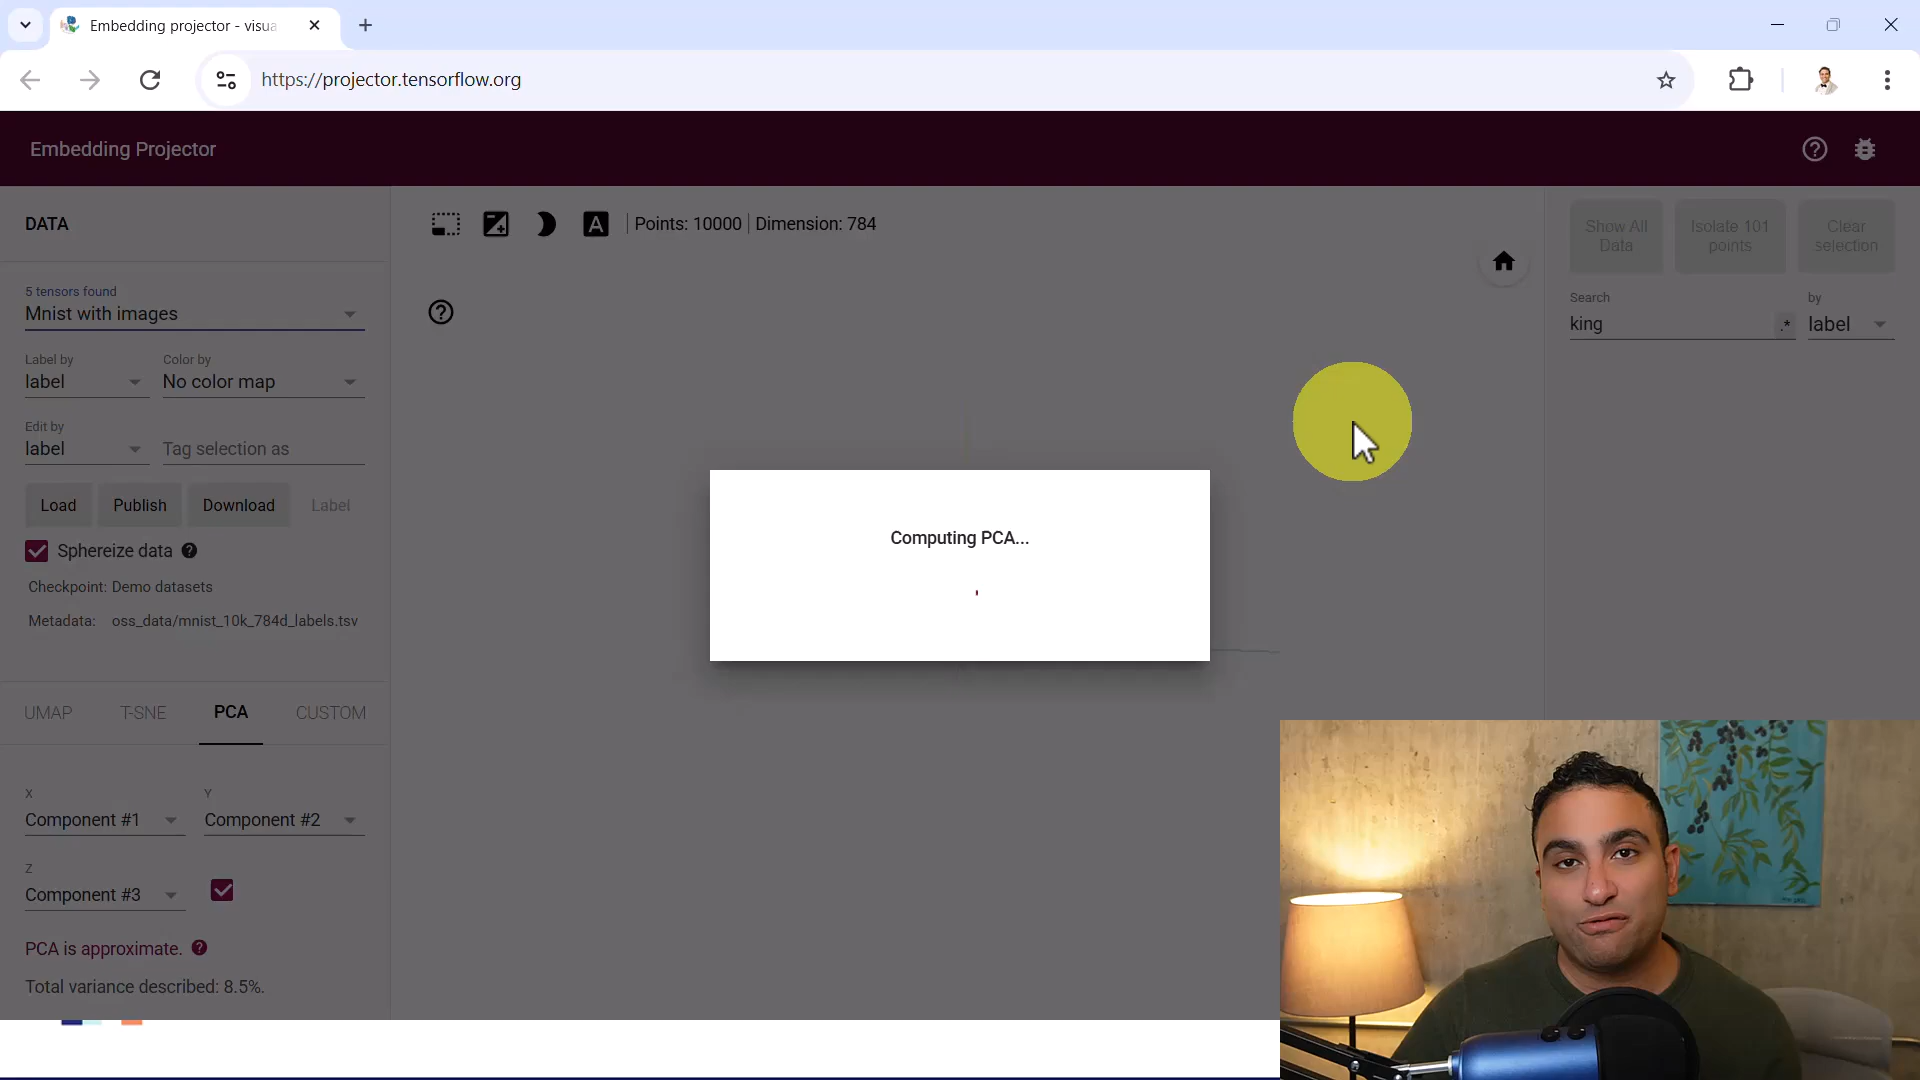 Embedding projector - visua
https://projector.tensorflow.org
Embedding Projector
DATA
A
Points: 10000
Dimension: 784
Show All Data
Isolate 101 points
Clear selection
5 tensors found
Mnist with images
Search
king
.*
by
label
Label by
label
Color by
No color map
Edit by
label
Tag selection as
Load
Publish
Download
Label
Computing PCA...
Sphereize data
Checkpoint: Demo datasets
Metadata: oss_data/mnist_10k_784d_labels.tsv
UMAP
T-SNE
PCA
CUSTOM
X
Component #1
Y
Component #2
Z
Component #3
PCA is approximate.
Total variance described: 8.5%.